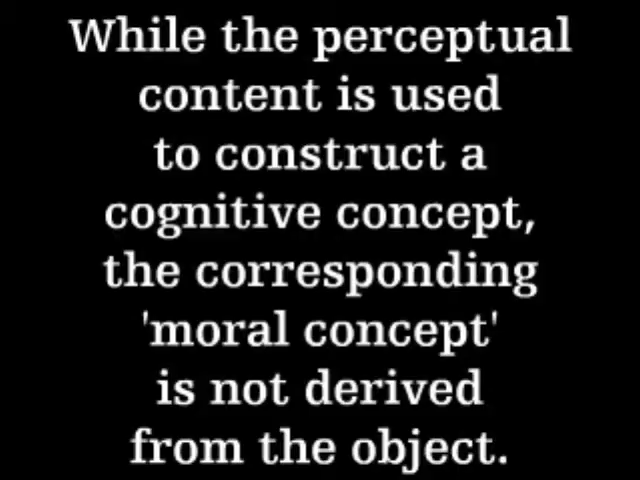 While the perceptual
content is used
to construct a
cognitive concept,
the corresponding
'moral concept'
is not derived
from the object.